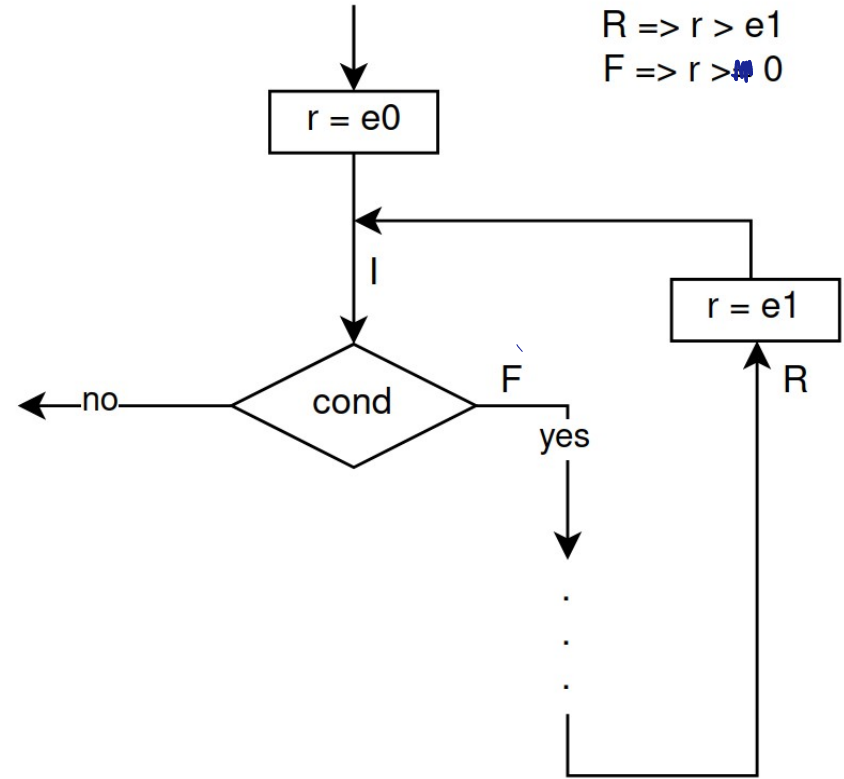 R => r > e1
F => r > 0
r = e0
I
r = e1
F
R
cond
no
yes
.
.
.